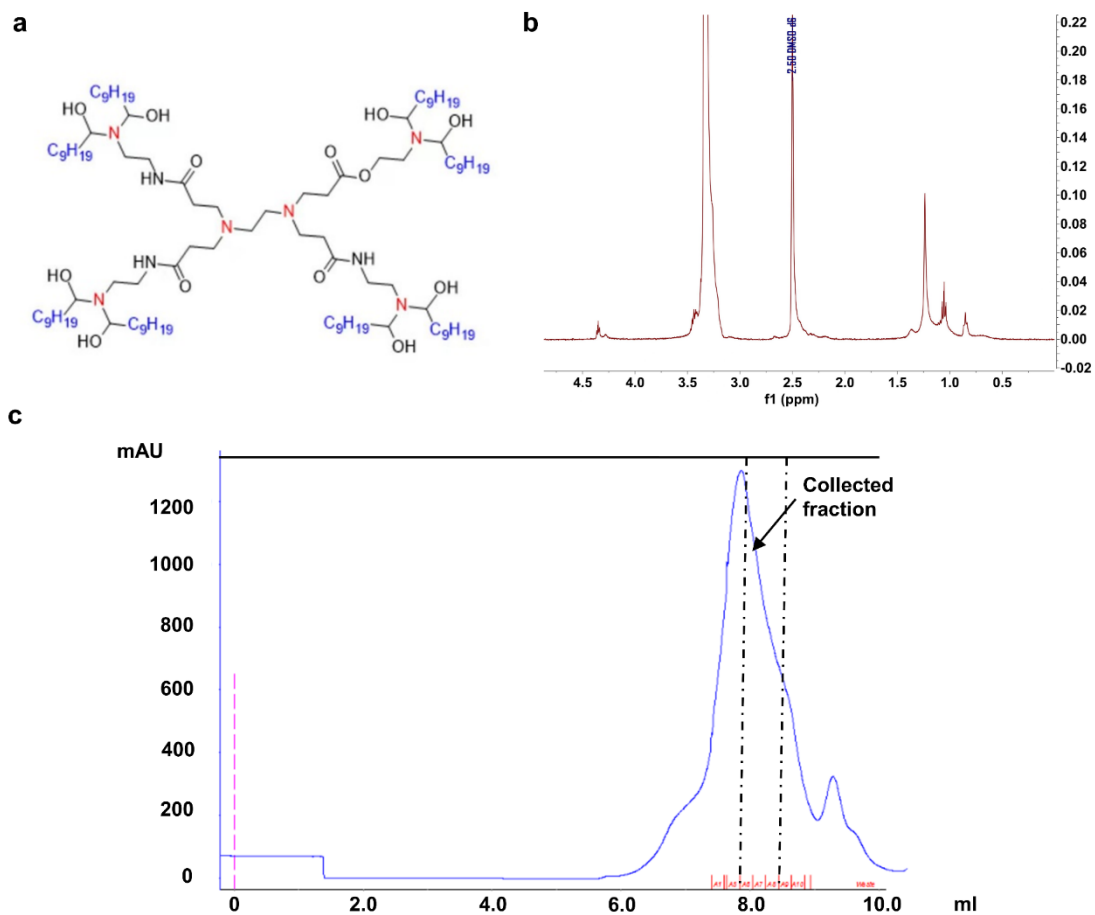 a
C9H19
HO
OH
N
C9H19
NH
O
N
C9H19
HO
OH
N
C9H19
O
O
N
HO
C9H19
N
C9H19
HO
NH
O
O
NH
N
OH
C9H19
C9H19
OH
b
2.50 DMSO-d6
0.22
0.20
0.18
0.16
0.14
0.12
0.10
0.08
0.06
0.04
0.02
0.00
-0.02
4.5 4.0 3.5 3.0 2.5 2.0 1.5 1.0 0.5
f1 (ppm)
c
mAU
1200
1000
800
600
400
200
0
Collected
fraction
0 2.0 4.0 6.0 8.0 10.0 ml